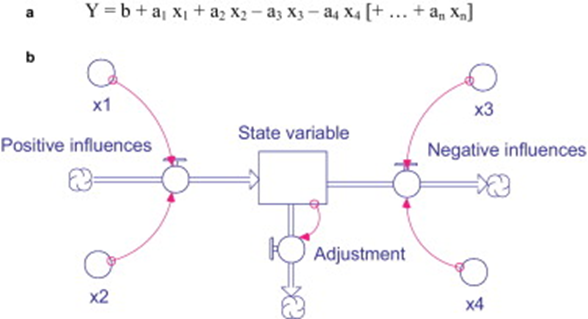 a Y = b + a₁ x₁ + a₂ x₂ – a₃ x₃ – a₄ x₄ [+ … + aₙ xₙ]
b
x1
x3
State variable
Positive influences
Negative influences
Adjustment
x2
x4